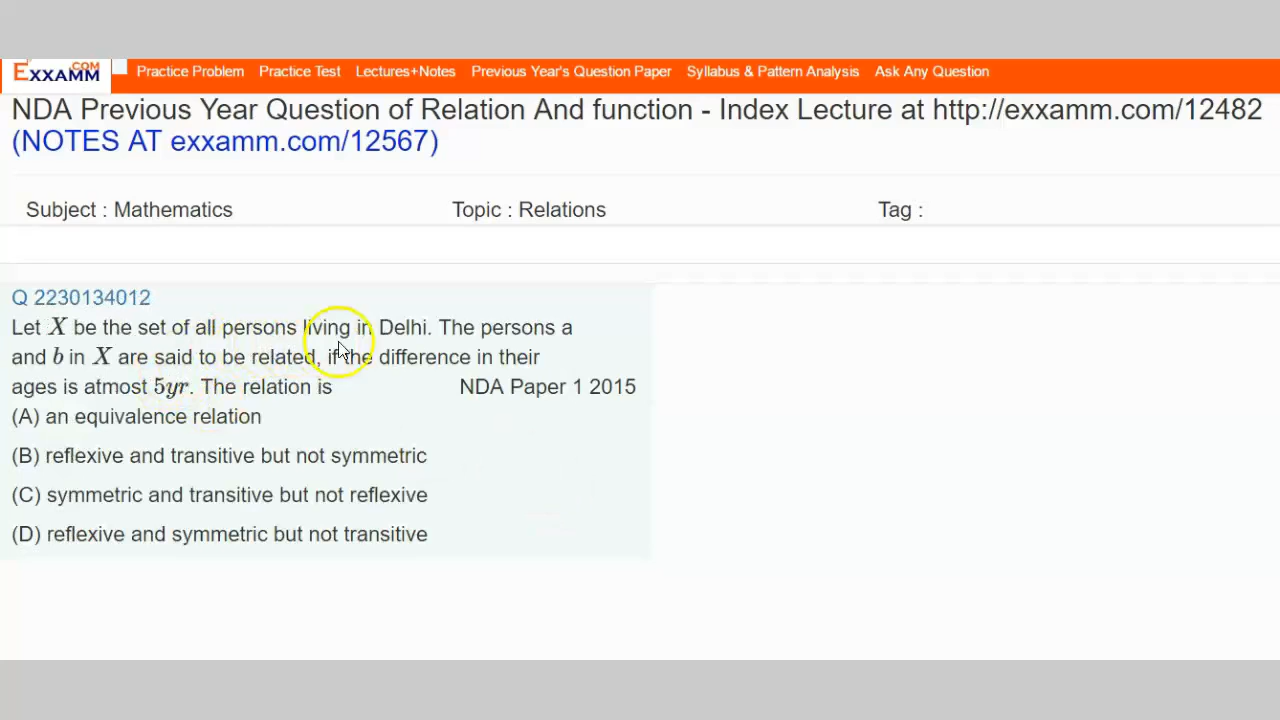 EXXAMM .COM Practice Problem Practice Test Lectures+Notes Previous Year's Question Paper Syllabus & Pattern Analysis Ask Any Question
NDA Previous Year Question of Relation And function - Index Lecture at http://exxamm.com/12482
(NOTES AT exxamm.com/12567)
Subject : Mathematics Topic : Relations Tag :
Q 2230134012
Let X be the set of all persons living in Delhi. The persons a
and b in X are said to be related, if the difference in their
ages is atmost 5yr. The relation is NDA Paper 1 2015
(A) an equivalence relation
(B) reflexive and transitive but not symmetric
(C) symmetric and transitive but not reflexive
(D) reflexive and symmetric but not transitive